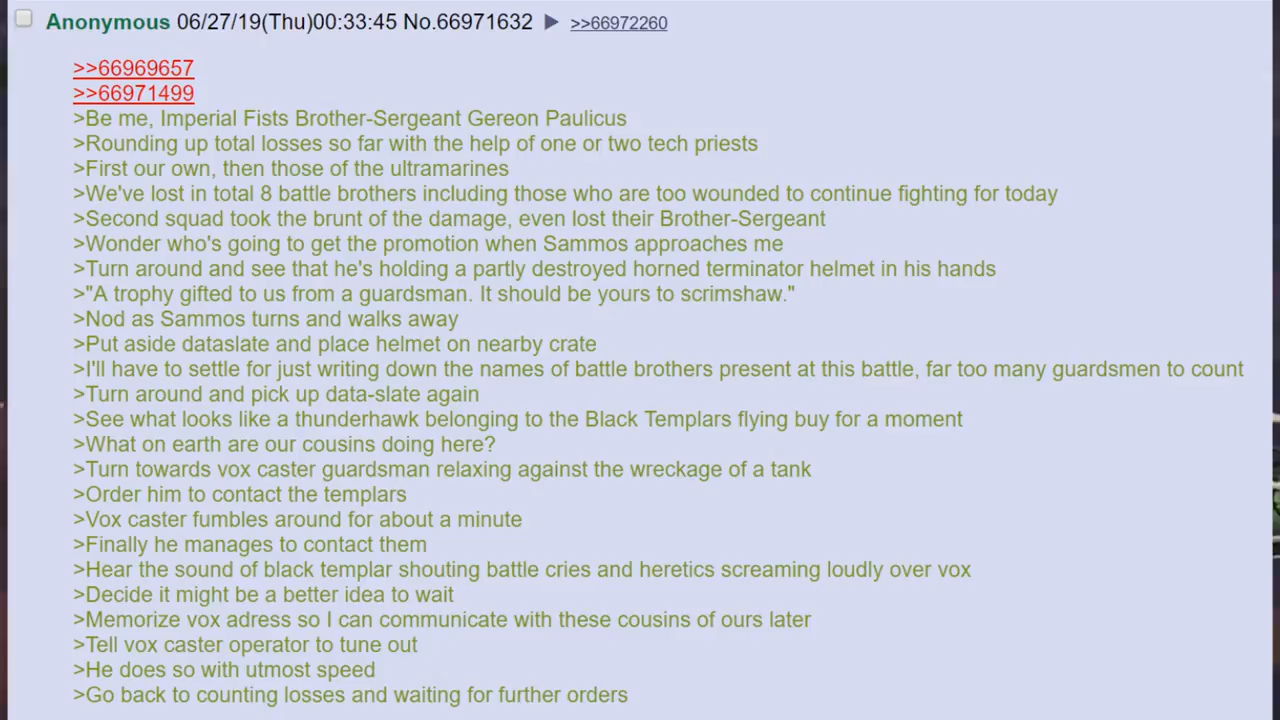 Anonymous 06/27/19(Thu)00:33:45 No.66971632 ▶ >>66972260
>>66969657
>>66971499
>Be me, Imperial Fists Brother-Sergeant Gereon Paulicus
>Rounding up total losses so far with the help of one or two tech priests
>First our own, then those of the ultramarines
>We've lost in total 8 battle brothers including those who are too wounded to continue fighting for today
>Second squad took the brunt of the damage, even lost their Brother-Sergeant
>Wonder who's going to get the promotion when Sammos approaches me
>Turn around and see that he's holding a partly destroyed horned terminator helmet in his hands
>"A trophy gifted to us from a guardsman. It should be yours to scrimshaw."
>Nod as Sammos turns and walks away
>Put aside dataslate and place helmet on nearby crate
>I'll have to settle for just writing down the names of battle brothers present at this battle, far too many guardsmen to count
>Turn around and pick up data-slate again
>See what looks like a thunderhawk belonging to the Black Templars flying buy for a moment
>What on earth are our cousins doing here?
>Turn towards vox caster guardsman relaxing against the wreckage of a tank
>Order him to contact the templars
>Vox caster fumbles around for about a minute
>Finally he manages to contact them
>Hear the sound of black templar shouting battle cries and heretics screaming loudly over vox
>Decide it might be a better idea to wait
>Memorize vox adress so I can communicate with these cousins of ours later
>Tell vox caster operator to tune out
>He does so with utmost speed
>Go back to counting losses and waiting for further orders